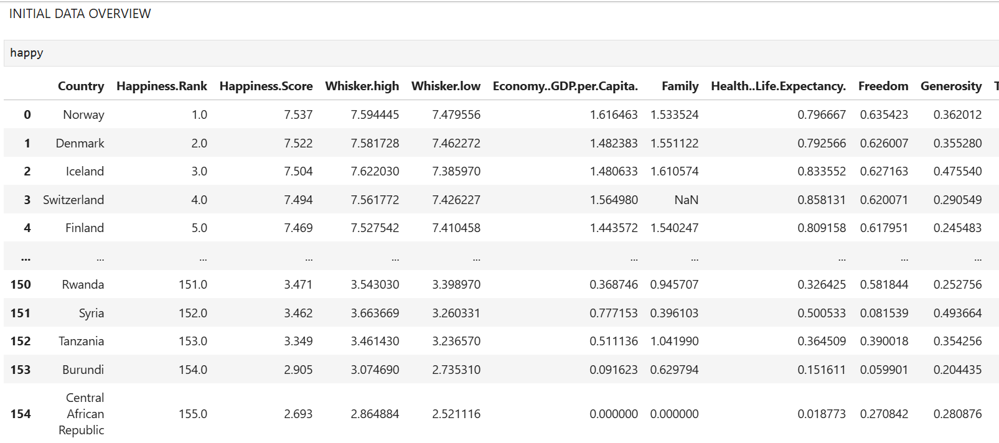 INITIAL DATA OVERVIEW
happy
Country Happiness.Rank Happiness.Score Whisker.high Whisker.low Economy..GDP.per.Capita. Family Health..Life.Expectancy. Freedom Generosity T
0 Norway 1.0 7.537 7.594445 7.479556 1.616463 1.533524 0.796667 0.635423 0.362012
1 Denmark 2.0 7.522 7.581728 7.462272 1.482383 1.551122 0.792566 0.626007 0.355280
2 Iceland 3.0 7.504 7.622030 7.385970 1.480633 1.610574 0.833552 0.627163 0.475540
3 Switzerland 4.0 7.494 7.561772 7.426227 1.564980 NaN 0.858131 0.620071 0.290549
4 Finland 5.0 7.469 7.527542 7.410458 1.443572 1.540247 0.809158 0.617951 0.245483
... ... ... ... ... ... ... ... ... ... ...
150 Rwanda 151.0 3.471 3.543030 3.398970 0.368746 0.945707 0.326425 0.581844 0.252756
151 Syria 152.0 3.462 3.663669 3.260331 0.777153 0.396103 0.500533 0.081539 0.493664
152 Tanzania 153.0 3.349 3.461430 3.236570 0.511136 1.041990 0.364509 0.390018 0.354256
153 Burundi 154.0 2.905 3.074690 2.735310 0.091623 0.629794 0.151611 0.059901 0.204435
Central
154 African 155.0 2.693 2.864884 2.521116 0.000000 0.000000 0.018773 0.270842 0.280876
Republic